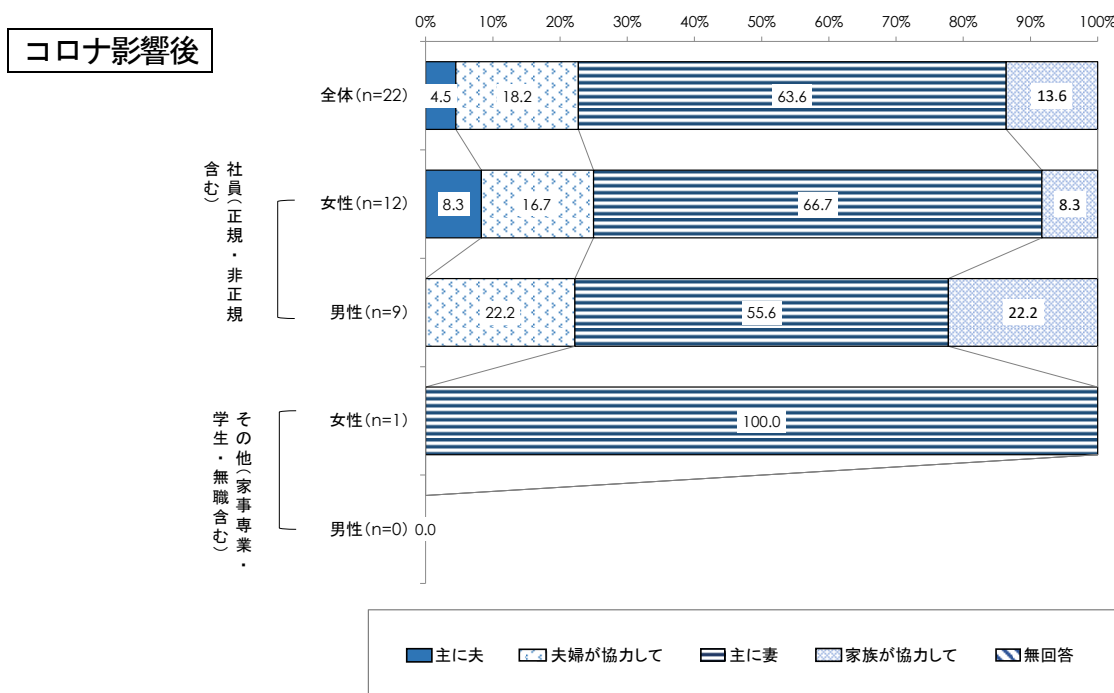 0% 10% 20% 30% 40% 50% 60% 70% 80% 90% 100%
コロナ影響後
全体(n=22) 4.5 18.2 63.6 13.6
社員(正規・非正規
含む)
女性(n=12) 8.3 16.7 66.7 8.3
男性(n=9) 22.2 55.6 22.2
その他(家事専業・
学生・無職含む)
女性(n=1) 100.0
男性(n=0) 0.0
主に夫 夫婦が協力して 主に妻 家族が協力して 無回答